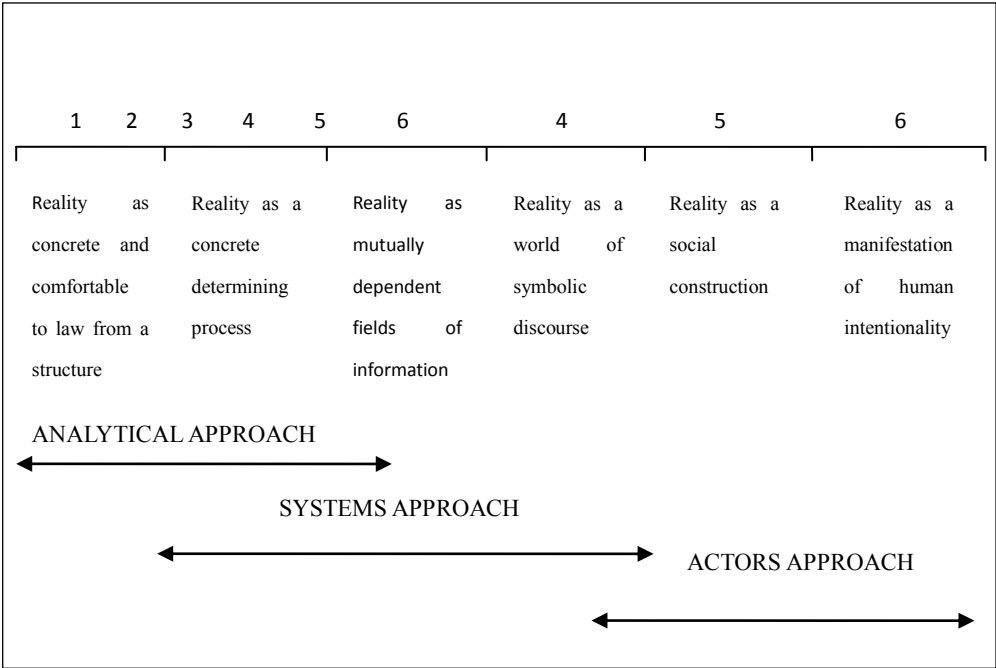 1 2 3 4 5 6 4 5 6
Reality as
concrete and
comfortable
to law from a
structure
Reality as a
concrete
determining
process
Reality as
mutually
dependent
fields of
information
Reality as a
world of
symbolic
discourse
Reality as a
social
construction
Reality as a
manifestation
of human
intentionality
ANALYTICAL APPROACH
SYSTEMS APPROACH
ACTORS APPROACH